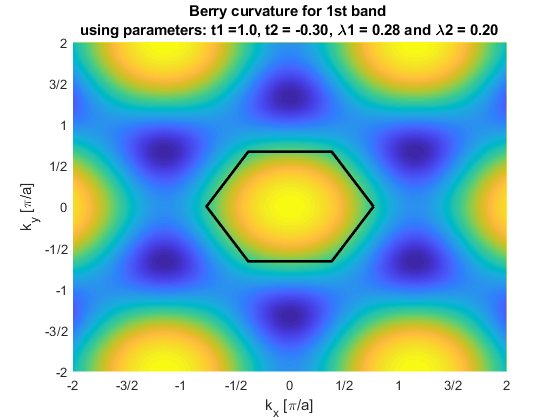 Berry curvature for 1st band
using parameters: t1 =1.0, t2 = -0.30, λ1 = 0.28 and λ2 = 0.20
2
3/2
1
1/2
0
-1/2
-1
-3/2
-2
k_y [π/a]
-2 -3/2 -1 -1/2 0 1/2 1 3/2 2
k_x [π/a]